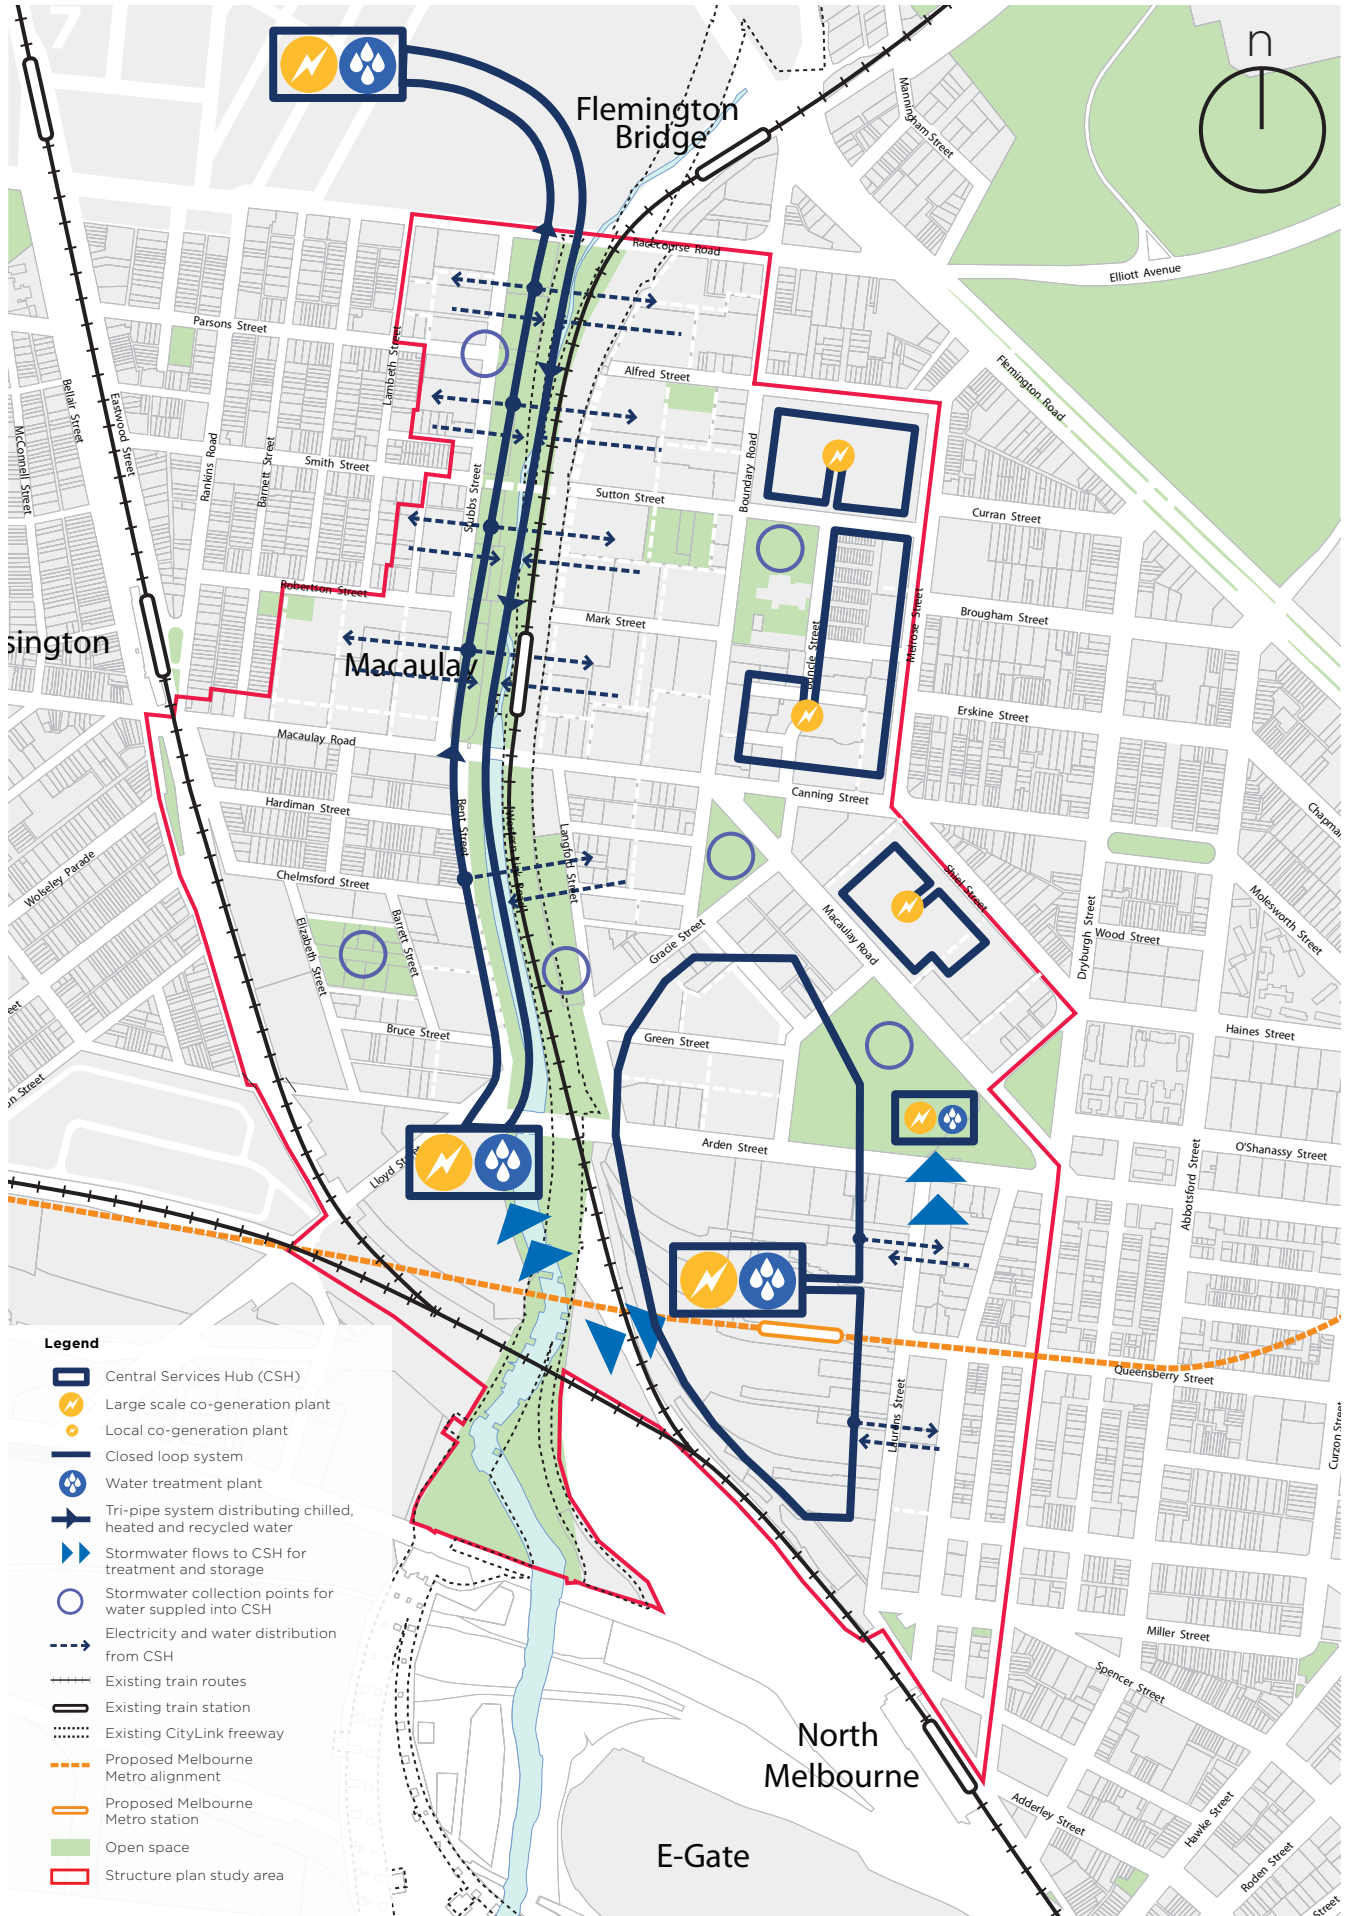 7
n
Flemington
Bridge
Manningham Street
Racecourse Road
Elliott Avenue
Parsons Street
Lambeth Street
Alfred Street
Flemington Road
Bellair Street
Eastwood Street
McConnell Street
Rankins Road
Barnett Street
Smith Street
Stubbs Street
Sutton Street
Boundary Road
Curran Street
Robertson Street
Mark Street
Melrose Street
Brougham Street
sington
Macaulay
Erskine Street
Macaulay Road
Canning Street
Hardiman Street
Bent Street
Langford Street
Chapma
Wolseley Parade
Chelmsford Street
Shiel Street
Molesworth Street
Elizabeth Street
Barrett Street
Gracie Street
Macaulay Road
Dryburgh Street
Wood Street
eet
Bruce Street
Green Street
Haines Street
on Street
Lloyd Street
Arden Street
O'Shanassy Street
Abbotsford Street
Queensberry Street
Laurens Street
Curzon Street
Miller Street
Spencer Street
North
Melbourne
Adderley Street
Hawke Street
Roden Street
Street
E-Gate
Legend
Central Services Hub (CSH)
Large scale co-generation plant
Local co-generation plant
Closed loop system
Water treatment plant
Tri-pipe system distributing chilled,
heated and recycled water
Stormwater flows to CSH for
treatment and storage
Stormwater collection points for
water suppled into CSH
Electricity and water distribution
from CSH
Existing train routes
Existing train station
Existing CityLink freeway
Proposed Melbourne
Metro alignment
Proposed Melbourne
Metro station
Open space
Structure plan study area